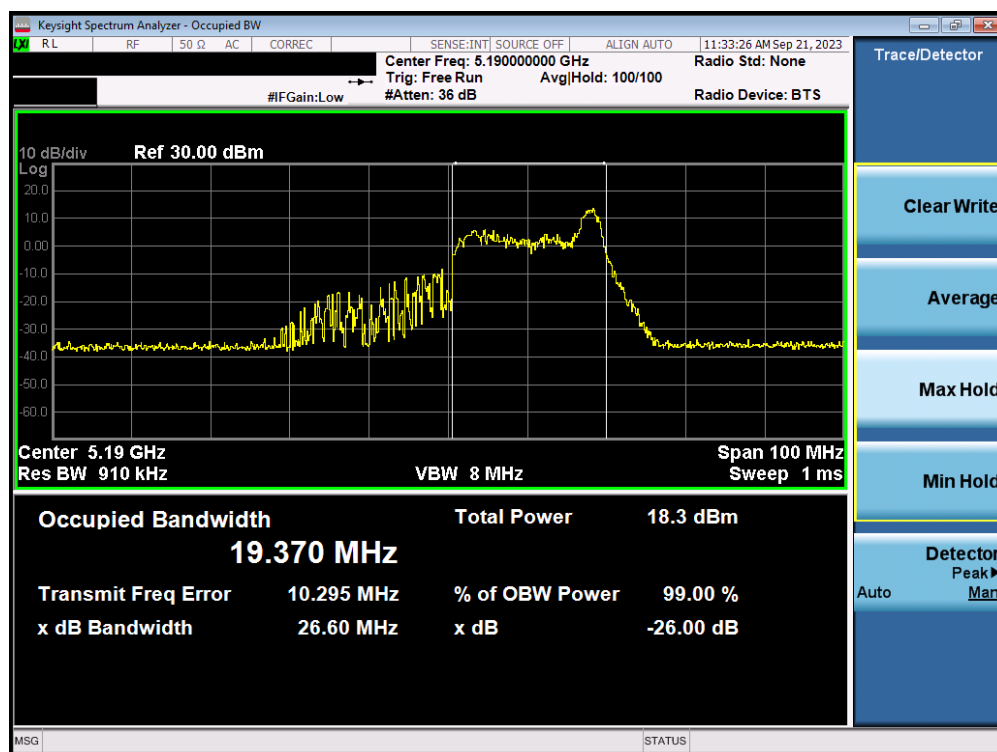 Keysight Spectrum Analyzer - Occupied BW
LXI RL RF 50 Ω AC CORREC SENSE:INT SOURCE OFF ALIGN AUTO 11:33:26 AM Sep 21, 2023
Center Freq: 5.190000000 GHz Radio Std: None
Trig: Free Run Avg|Hold: 100/100
#IFGain:Low #Atten: 36 dB Radio Device: BTS
10 dB/div Ref 30.00 dBm
Log
20.0
10.0
0.00
-10.0
-20.0
-30.0
-40.0
-50.0
-60.0
Center 5.19 GHz Span 100 MHz
Res BW 910 kHz VBW 8 MHz Sweep 1 ms
Occupied Bandwidth Total Power 18.3 dBm
19.370 MHz
Transmit Freq Error 10.295 MHz % of OBW Power 99.00 %
x dB Bandwidth 26.60 MHz x dB -26.00 dB
MSG STATUS
Trace/Detector
Clear Write
Average
Max Hold
Min Hold
Detector
Peak
Auto Man